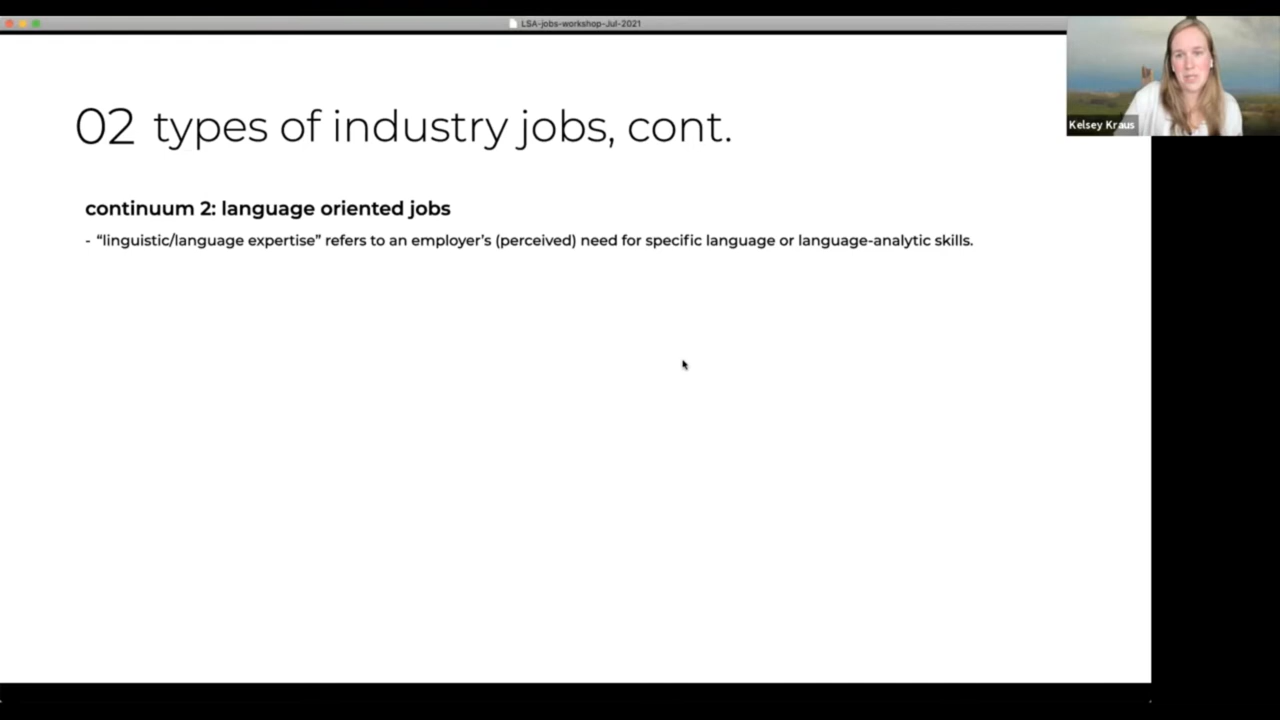 LSA-jobs-workshop-Jul-2021
02 types of industry jobs, cont.
Kelsey Kraus
continuum 2: language oriented jobs
- “linguistic/language expertise” refers to an employer’s (perceived) need for specific language or language-analytic skills.